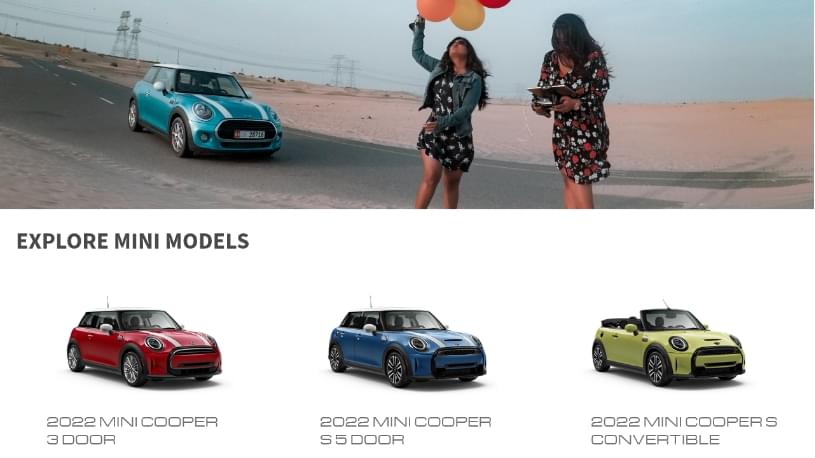 EXPLORE MINI MODELS
2022 MINI COOPER
3 DOOR
2022 MINI COOPER
S 5 DOOR
2022 MINI COOPER S
CONVERTIBLE